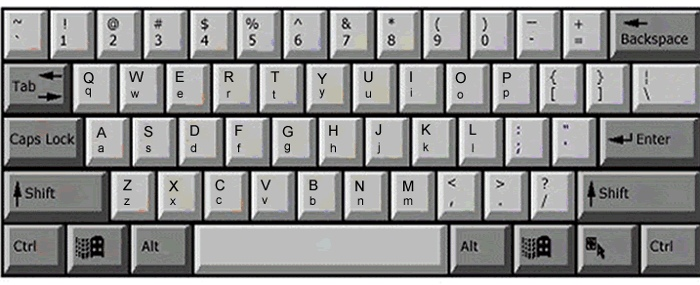 ~ ! @ # $ % ^ & * ( ) — +
` 1 2 3 4 5 6 7 8 9 0 - = Backspace
Tab Q W E R T Y U I O P { } ¦
q w e r t y u i o p [ ] \
Caps Lock A S D F G H J K L : " Enter
a s d f g h j k l ; '
Shift Z X C V B N M < > ? Shift
z x c v b n m , . /
Ctrl Alt Alt Ctrl